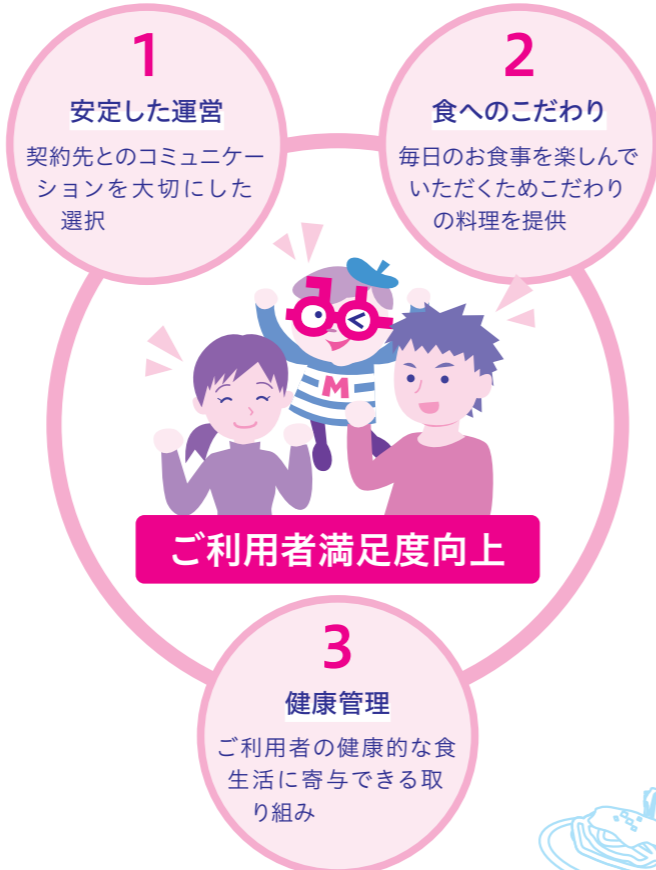 1
安定した運営
契約先とのコミュニケー
ションを大切にした
選択
2
食へのこだわり
毎日のお食事を楽しんで
いただくためこだわり
の料理を提供
M
ご利用者満足度向上
3
健康管理
ご利用者の健康的な食
生活に寄与できる取
り組み